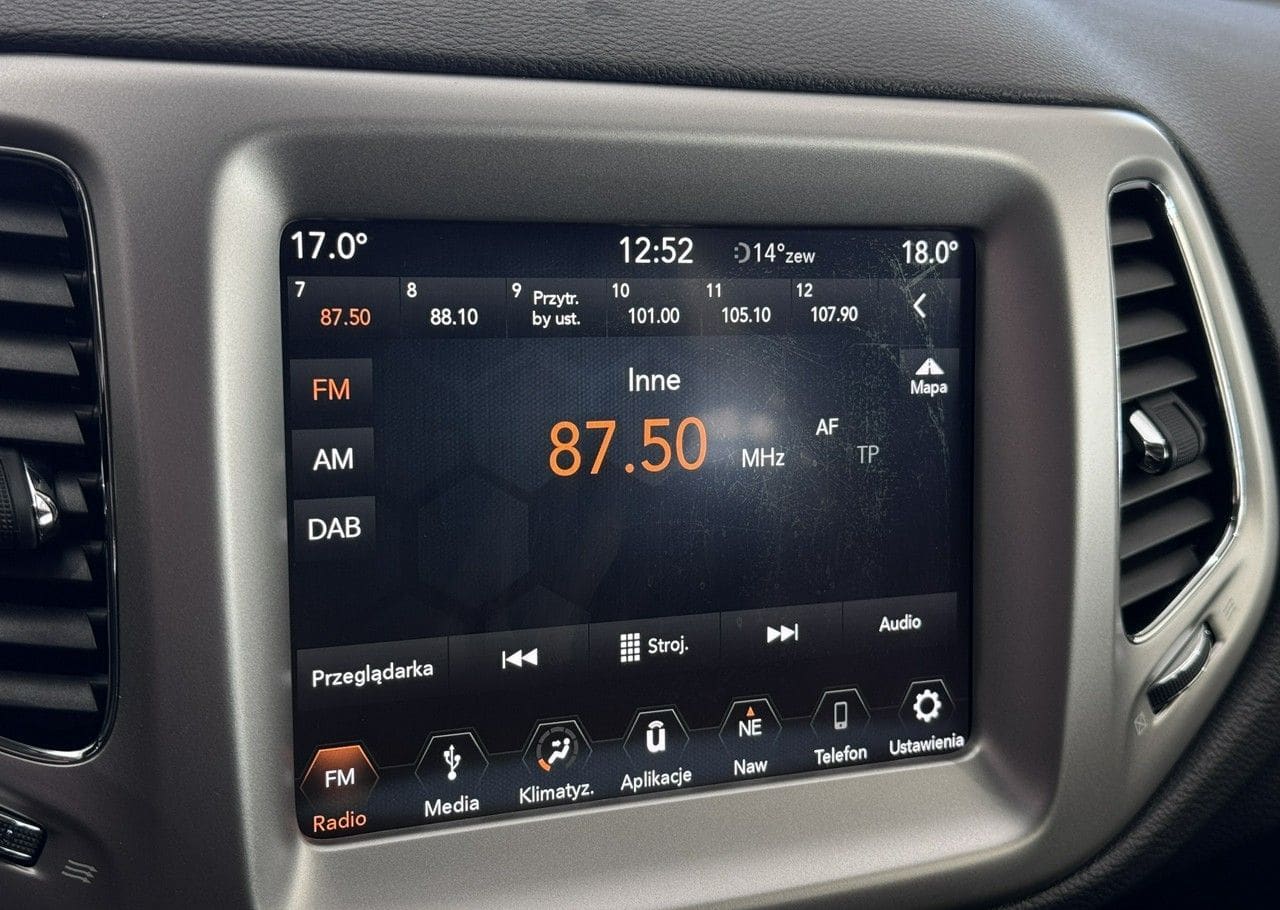 17.0° 12:52 14°zew 18.0°
7 8 9 Przytr. 10 11 12
87.50 88.10 by ust. 101.00 105.10 107.90
FM
Inne
Mapa
87.50 MHz AF TP
AM
DAB
Przeglądarka Stroj. Audio
FM NE
Radio Media Klimatyz. Aplikacje Naw Telefon Ustawienia